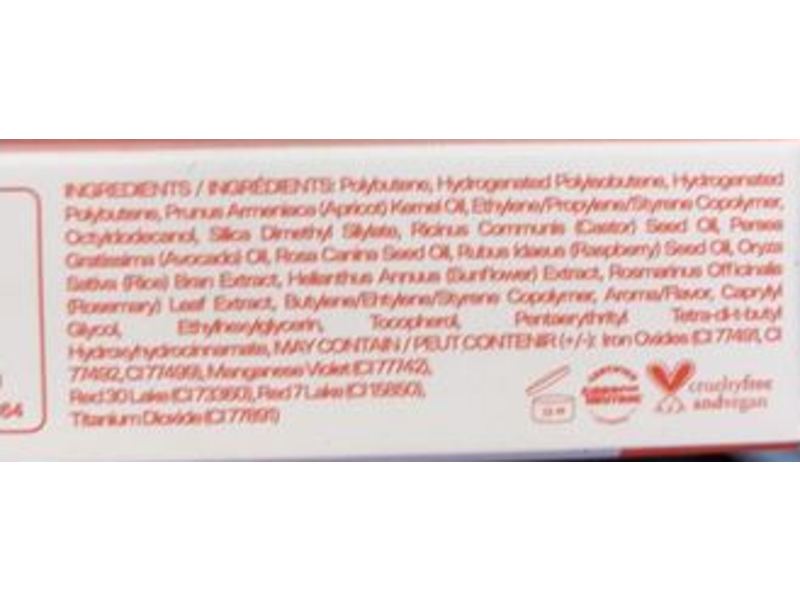 INGREDIENTS / INGRÉDIENTS: Polybutene, Hydrogenated Polyisobutene, Hydrogenated
Polybutene, Prunus Armeniaca (Apricot) Kernel Oil, Ethylene/Propylene/Styrene Copolymer,
Octyldodecanol, Silica Dimethyl Silylate, Ricinus Communis (Castor) Seed Oil, Persea
Gratissima (Avocado) Oil, Rosa Canina Seed Oil, Rubus Idaeus (Raspberry) Seed Oil, Oryza
Sativa (Rice) Bran Extract, Helianthus Annuus (Sunflower) Extract, Rosmarinus Officinalis
(Rosemary) Leaf Extract, Butylene/Ehtylene/Styrene Copolymer, Aroma/Flavor, Caprylyl
Glycol, Ethylhexylglycerin, Tocopherol, Pentaerythrityl Tetra-di-t-butyl
Hydroxyhydrocinnamate, MAY CONTAIN / PEUT CONTENIR (+/-): Iron Oxides (CI 77491, CI
77492, CI 77499), Manganese Violet (CI 77742),
Red 30 Lake (CI 73360), Red 7 Lake (CI 15850),
Titanium Dioxide (CI 77891)
64
crueltyfree
andvegan